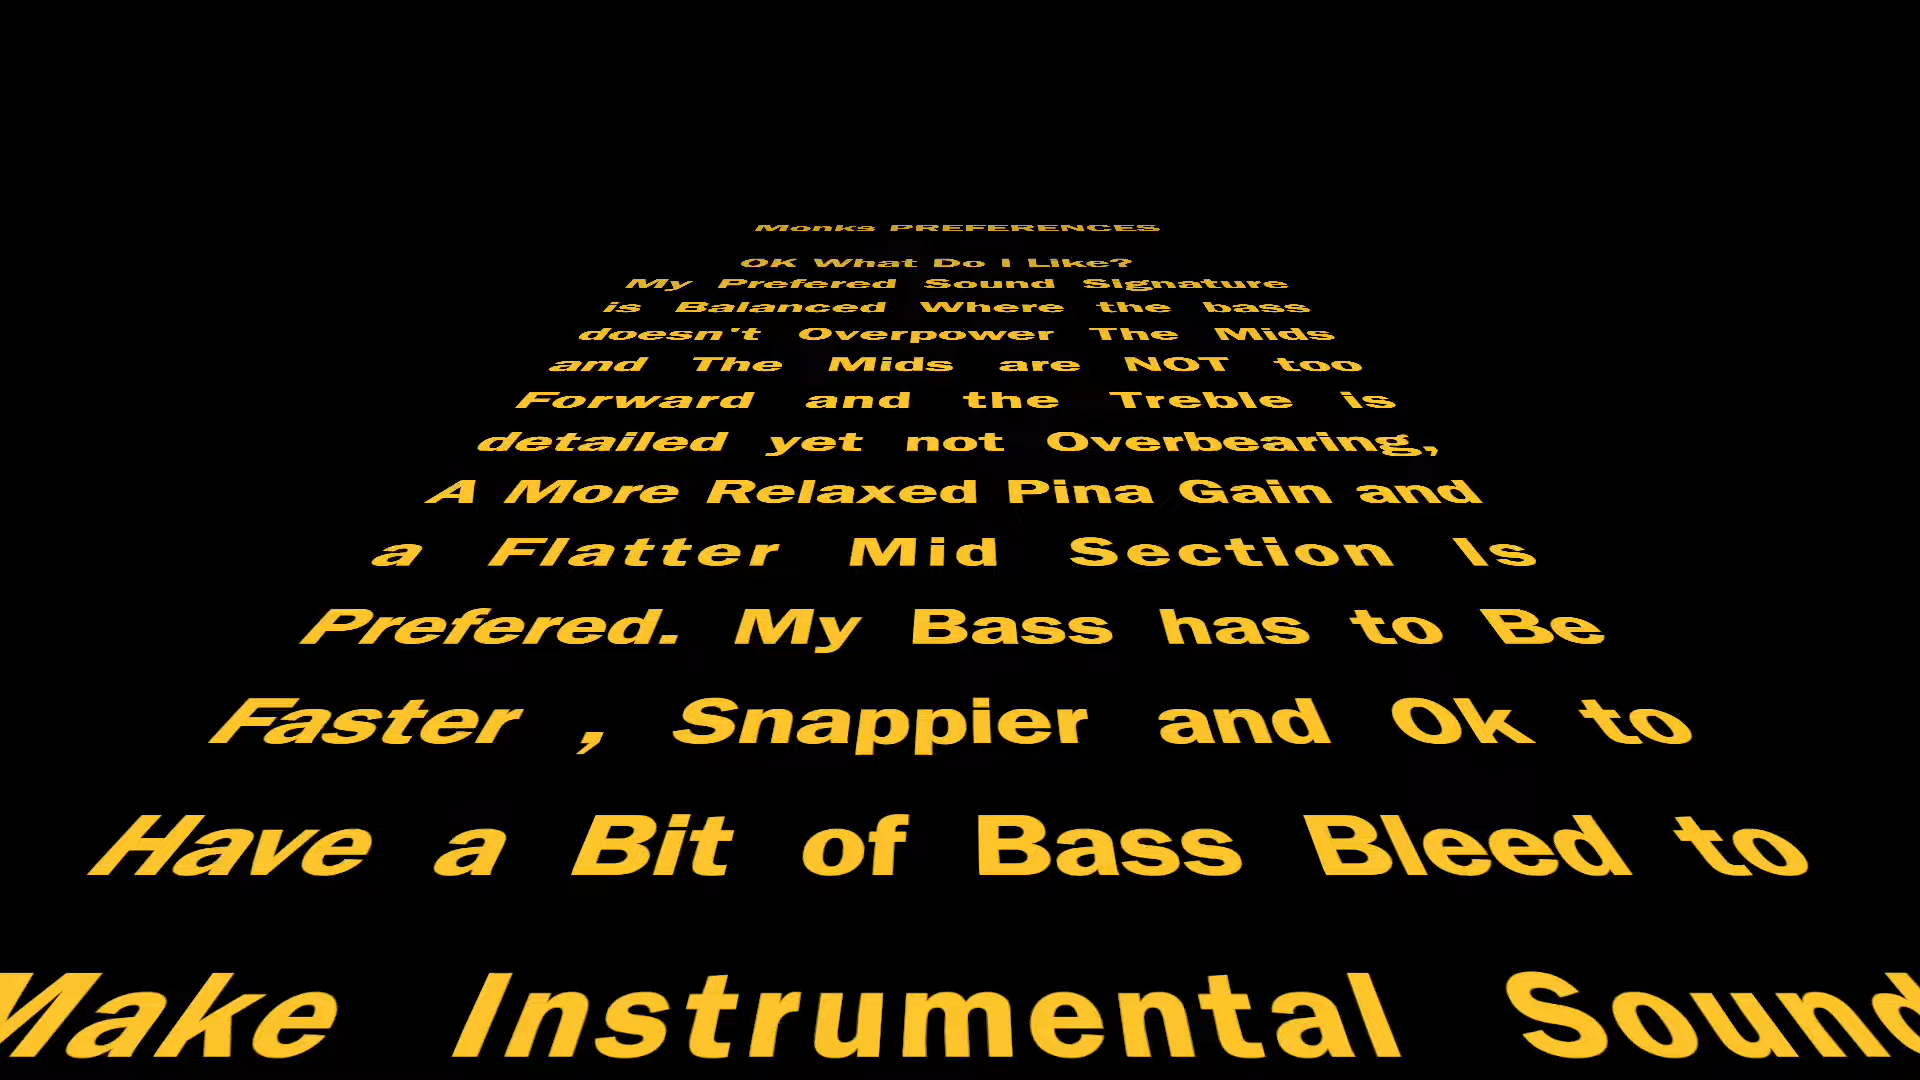 Monks PREFERENCES
OK What Do I Like?
My Prefered Sound Signature
is Balanced Where the bass
doesn't Overpower The Mids
and The Mids are NOT too
Forward and the Treble is
detailed yet not Overbearing,
A More Relaxed Pina Gain and
a Flatter Mid Section Is
Prefered. My Bass has to Be
Faster , Snappier and Ok to
Have a Bit of Bass Bleed to
Make Instrumental Sound